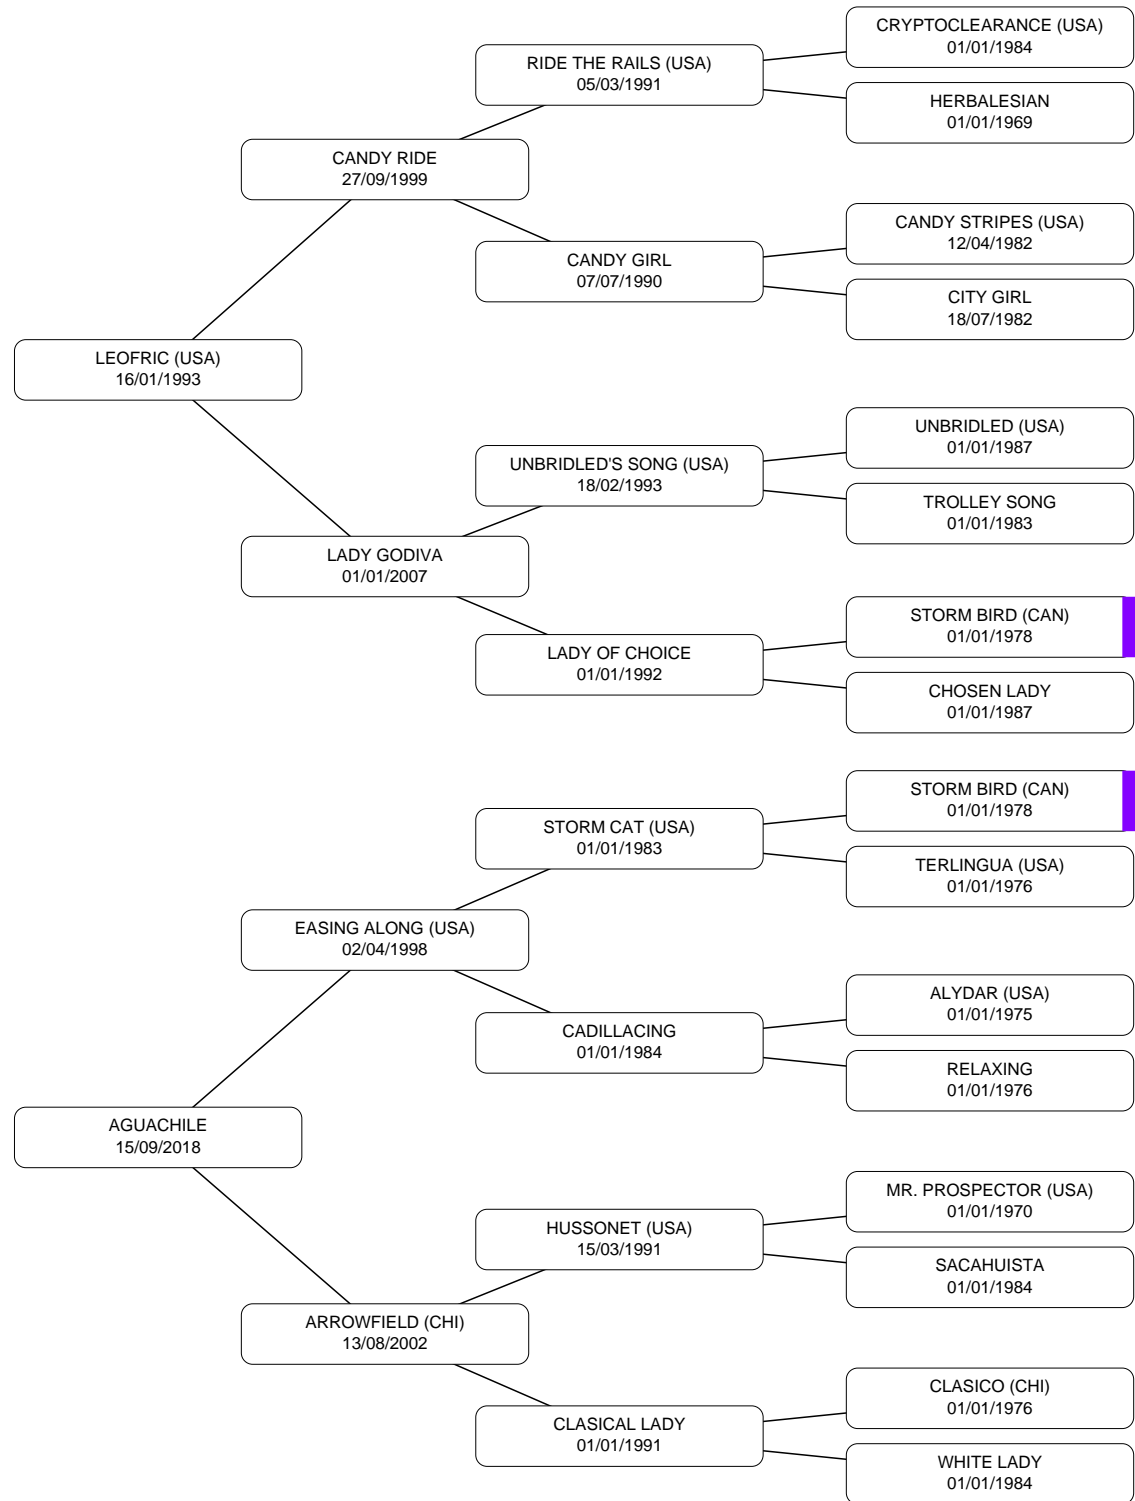 CRYPTOCLEARANCE (USA)
01/01/1984
RIDE THE RAILS (USA)
05/03/1991
HERBALESIAN
01/01/1969
CANDY RIDE
27/09/1999
CANDY STRIPES (USA)
12/04/1982
CANDY GIRL
07/07/1990
CITY GIRL
18/07/1982
LEOFRIC (USA)
16/01/1993
UNBRIDLED (USA)
01/01/1987
UNBRIDLED'S SONG (USA)
18/02/1993
TROLLEY SONG
01/01/1983
LADY GODIVA
01/01/2007
STORM BIRD (CAN)
01/01/1978
LADY OF CHOICE
01/01/1992
CHOSEN LADY
01/01/1987
STORM BIRD (CAN)
01/01/1978
STORM CAT (USA)
01/01/1983
TERLINGUA (USA)
01/01/1976
EASING ALONG (USA)
02/04/1998
ALYDAR (USA)
01/01/1975
CADILLACING
01/01/1984
RELAXING
01/01/1976
AGUACHILE
15/09/2018
MR. PROSPECTOR (USA)
01/01/1970
HUSSONET (USA)
15/03/1991
SACAHUISTA
01/01/1984
ARROWFIELD (CHI)
13/08/2002
CLASICO (CHI)
01/01/1976
CLASICAL LADY
01/01/1991
WHITE LADY
01/01/1984